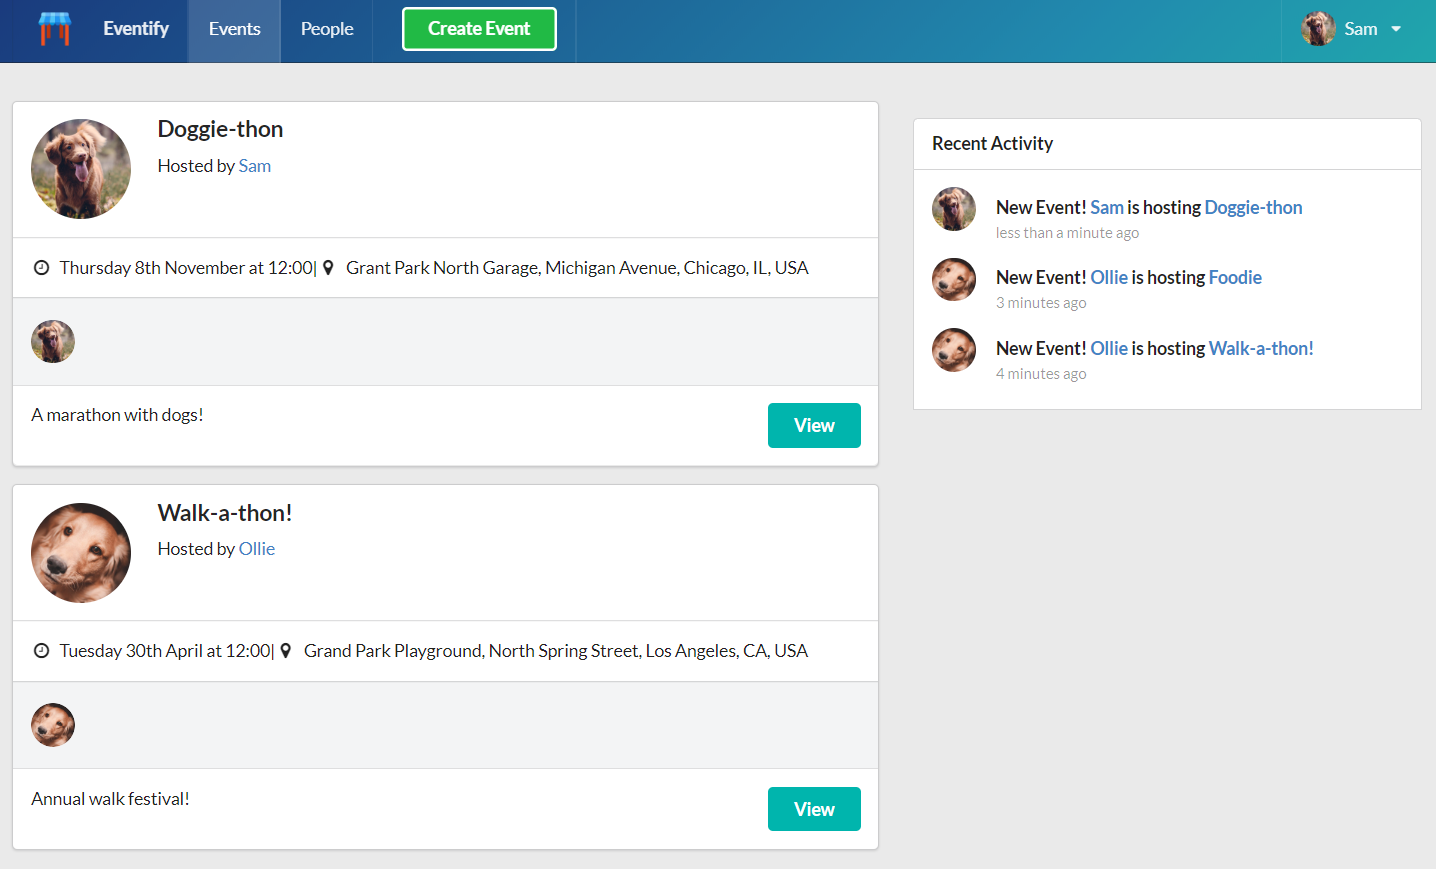 Eventify
Events
People
Create Event
Sam
Doggie-thon
Hosted by Sam
Thursday 8th November at 12:00| Grant Park North Garage, Michigan Avenue, Chicago, IL, USA
A marathon with dogs!
View
Walk-a-thon!
Hosted by Ollie
Tuesday 30th April at 12:00| Grand Park Playground, North Spring Street, Los Angeles, CA, USA
Annual walk festival!
View
Recent Activity
New Event! Sam is hosting Doggie-thon
less than a minute ago
New Event! Ollie is hosting Foodie
3 minutes ago
New Event! Ollie is hosting Walk-a-thon!
4 minutes ago